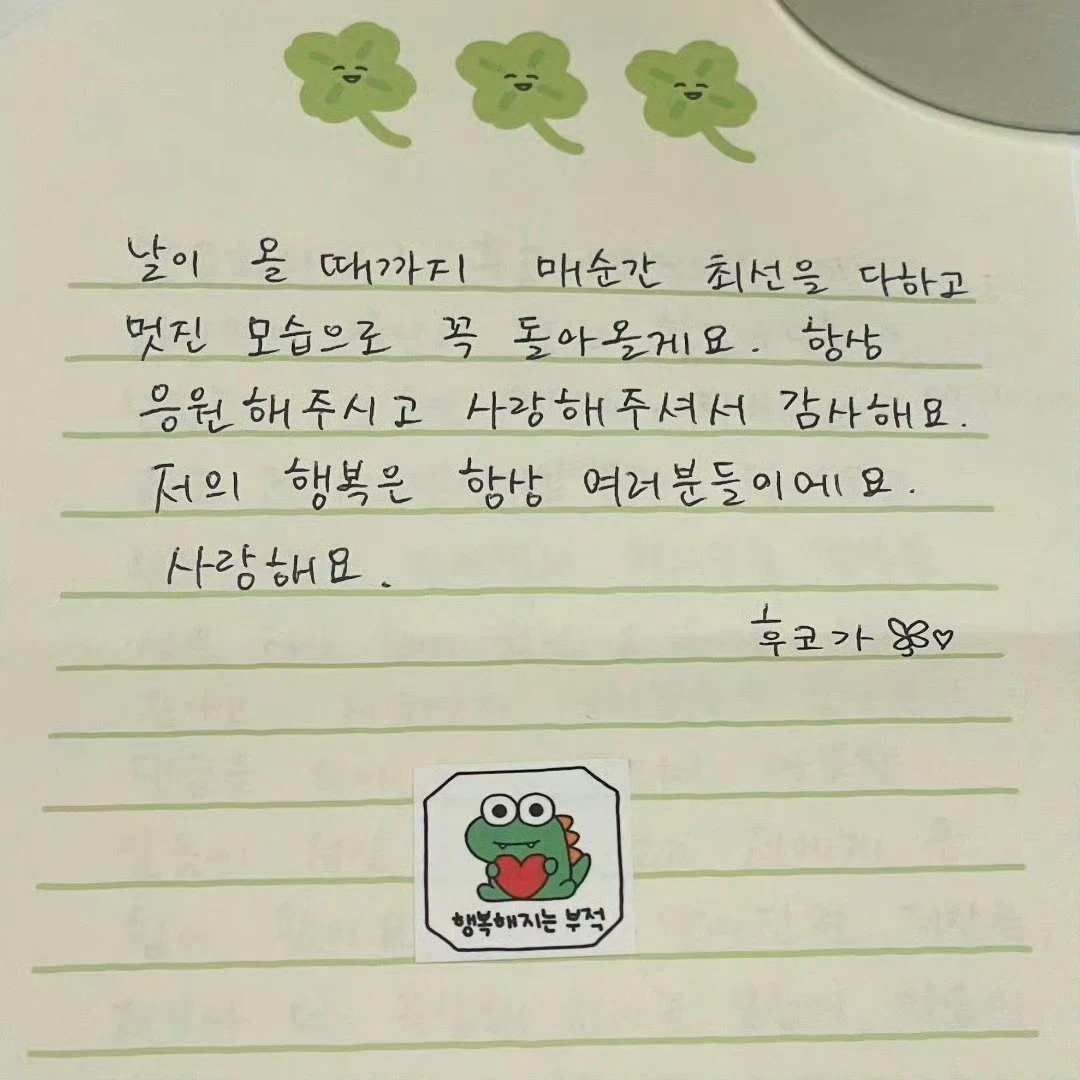 날이 올 때까지 매순간 최선을 다하고
멋진 모습으로 꼭 돌아올게요. 항상
응원해주시고 사랑해주셔서 감사해요.
저의 행복은 항상 여러분들이에요.
사랑해요.
후코가
행복해지는 부적